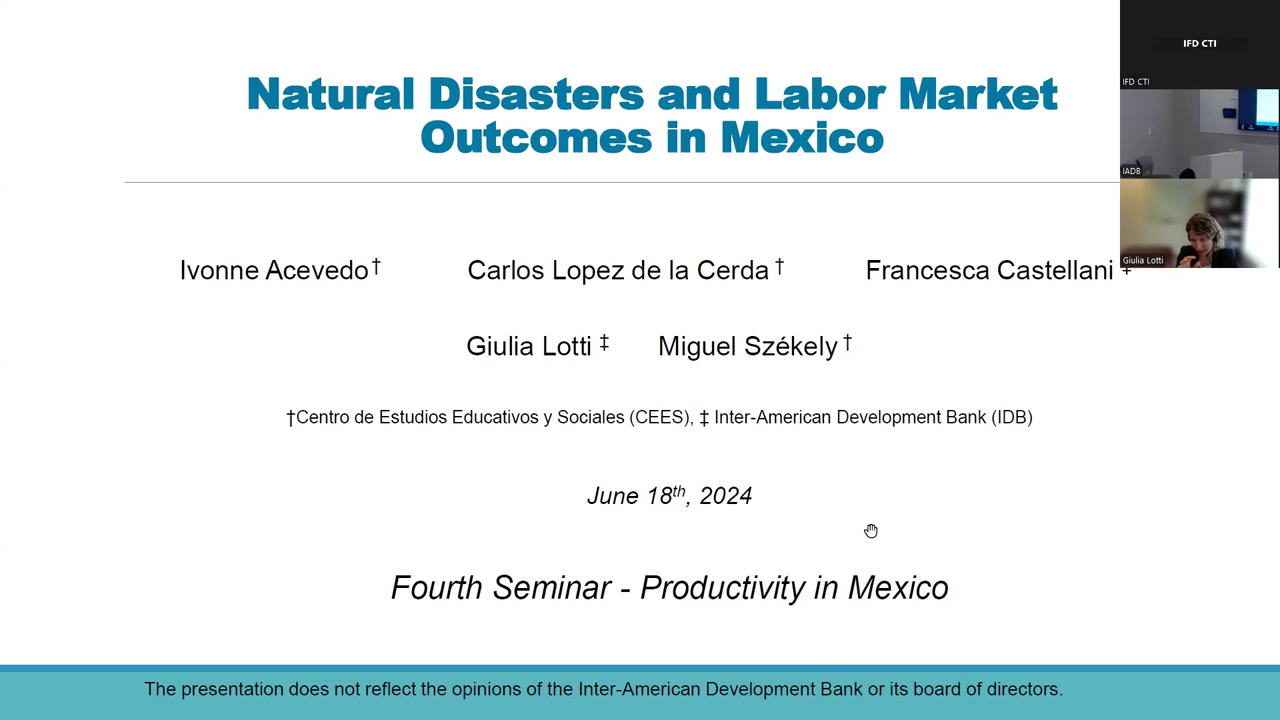 Natural Disasters and Labor Market
Outcomes in Mexico
Ivonne Acevedo† Carlos Lopez de la Cerda † Francesca Castellani ‡
Giulia Lotti ‡ Miguel Székely †
†Centro de Estudios Educativos y Sociales (CEES), ‡ Inter-American Development Bank (IDB)
June 18th, 2024
Fourth Seminar - Productivity in Mexico
The presentation does not reflect the opinions of the Inter-American Development Bank or its board of directors.
IFD CTI
IFD CTI
IADB
Giulia Lotti